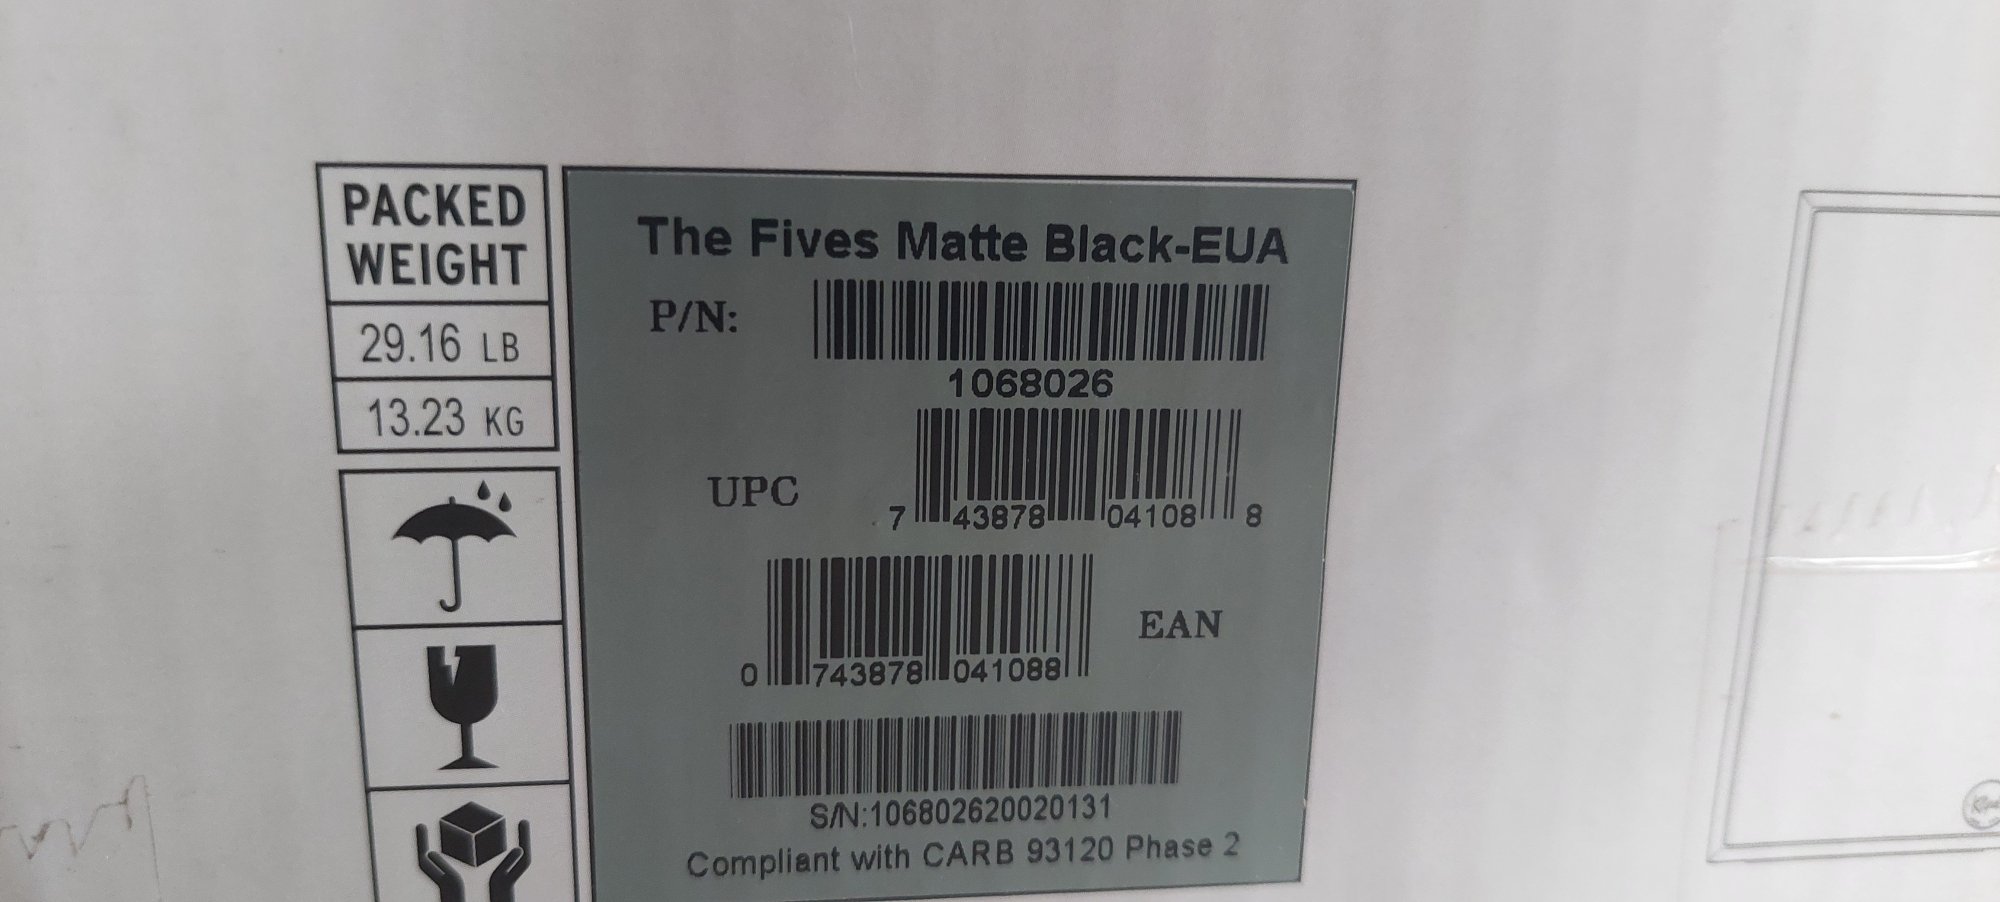 PACKED
WEIGHT
29.16 LB
13.23 KG
The Fives Matte Black-EUA
P/N:
1068026
UPC
7 43878 04108 8
0 743878 041088
EAN
S/N:106802620020131
Compliant with CARB 93120 Phase 2